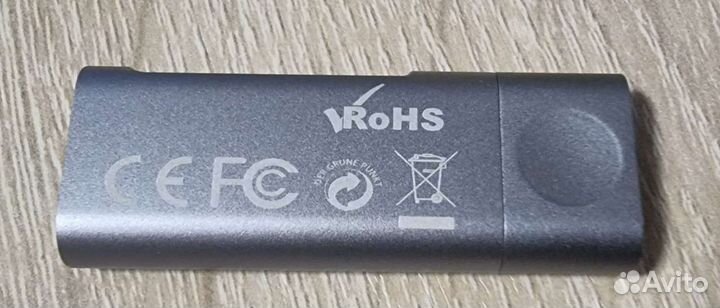 RoHS
CE FC
DER GRÜNE PUNKT
Avito